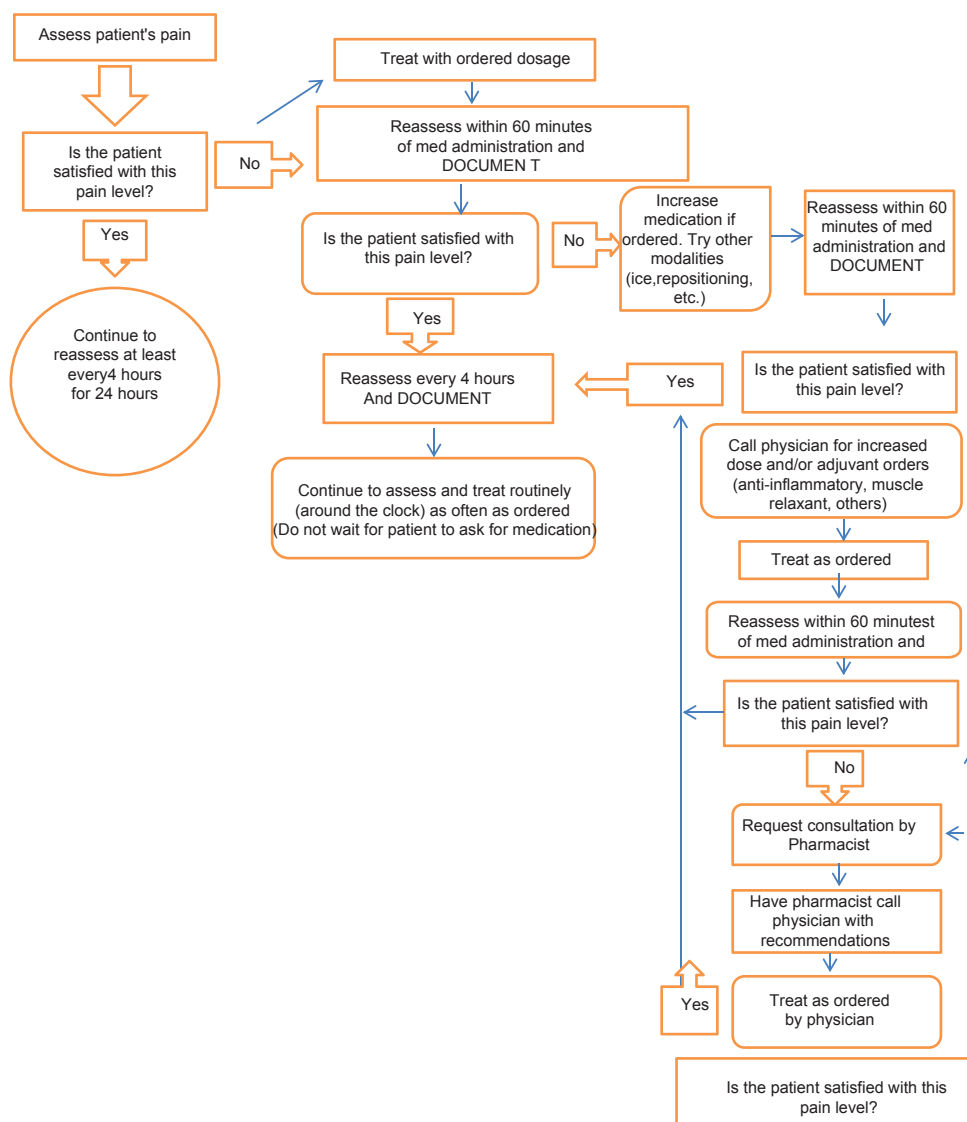 Assess patient's pain
Is the patient
satisfied with this
pain level?
No
Yes
Continue to
reassess at least
every4 hours
for 24 hours
Treat with ordered dosage
Reassess within 60 minutes
of med administration and
DOCUMEN T
Is the patient satisfied with
this pain level?
No
Yes
Increase
medication if
ordered. Try other
modalities
(ice,repositioning,
etc.)
Reassess within 60
minutes of med
administration and
DOCUMENT
Is the patient satisfied with
this pain level?
Yes
Reassess every 4 hours
And DOCUMENT
Continue to assess and treat routinely
(around the clock) as often as ordered
(Do not wait for patient to ask for medication)
Call physician for increased
dose and/or adjuvant orders
(anti-inflammatory, muscle
relaxant, others)
Treat as ordered
Reassess within 60 minutest
of med administration and
Is the patient satisfied with
this pain level?
No
Request consultation by
Pharmacist
Have pharmacist call
physician with
recommendations
Treat as ordered
by physician
Yes
Is the patient satisfied with this
pain level?